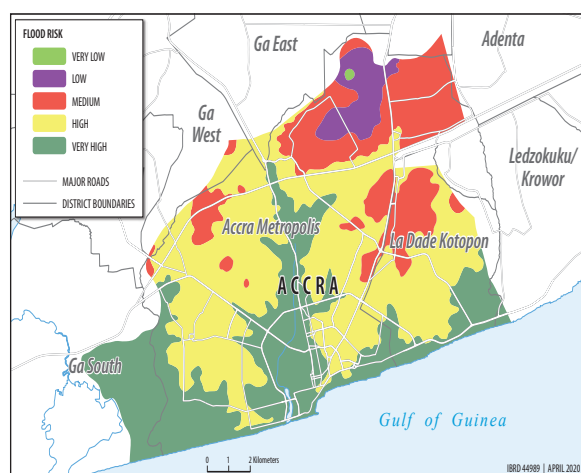 FLOOD RISK
VERY LOW
LOW
MEDIUM
HIGH
VERY HIGH
MAJOR ROADS
DISTRICT BOUNDARIES
Ga East
Adenta
Ga
West
Ledzokuku/
Krowor
Accra Metropolis
La Dade Kotopon
ACCRA
Ga South
Gulf of Guinea
0 1 2 Kilometers
IBRD 44989 | APRIL 2020